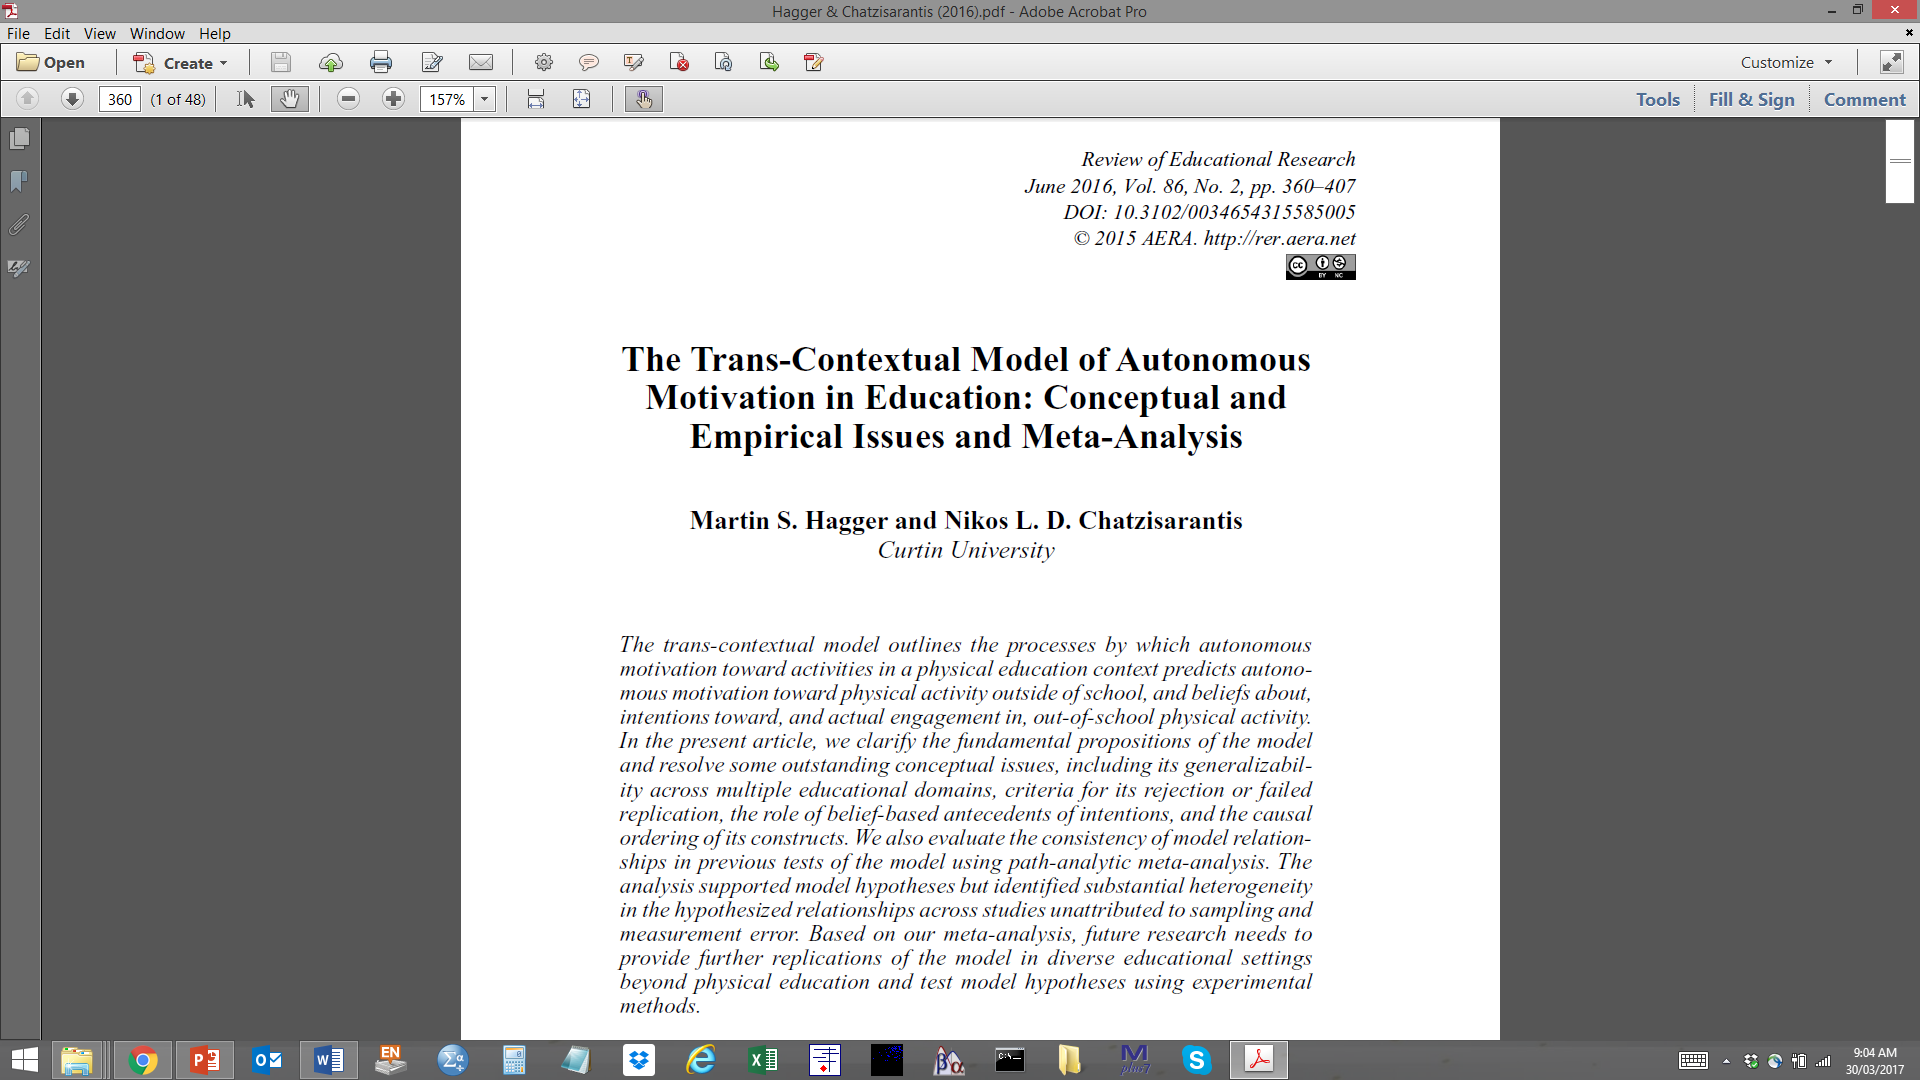 Hagger & Chatzisarantis (2016).pdf - Adobe Acrobat Pro
File Edit View Window Help
Open Create Customize
360 (1 of 48) 157% Tools Fill & Sign Comment
Review of Educational Research
June 2016, Vol. 86, No. 2, pp. 360–407
DOI: 10.3102/0034654315585005
© 2015 AERA. http://rer.aera.net
cc BY NC
The Trans-Contextual Model of Autonomous
Motivation in Education: Conceptual and
Empirical Issues and Meta-Analysis
Martin S. Hagger and Nikos L. D. Chatzisarantis
Curtin University
The trans-contextual model outlines the processes by which autonomous
motivation toward activities in a physical education context predicts autono-
mous motivation toward physical activity outside of school, and beliefs about,
intentions toward, and actual engagement in, out-of-school physical activity.
In the present article, we clarify the fundamental propositions of the model
and resolve some outstanding conceptual issues, including its generalizabil-
ity across multiple educational domains, criteria for its rejection or failed
replication, the role of belief-based antecedents of intentions, and the causal
ordering of its constructs. We also evaluate the consistency of model relation-
ships in previous tests of the model using path-analytic meta-analysis. The
analysis supported model hypotheses but identified substantial heterogeneity
in the hypothesized relationships across studies unattributed to sampling and
measurement error. Based on our meta-analysis, future research needs to
provide further replications of the model in diverse educational settings
beyond physical education and test model hypotheses using experimental
methods.
EN βα C:\ M plus7 9:04 AM
30/03/2017